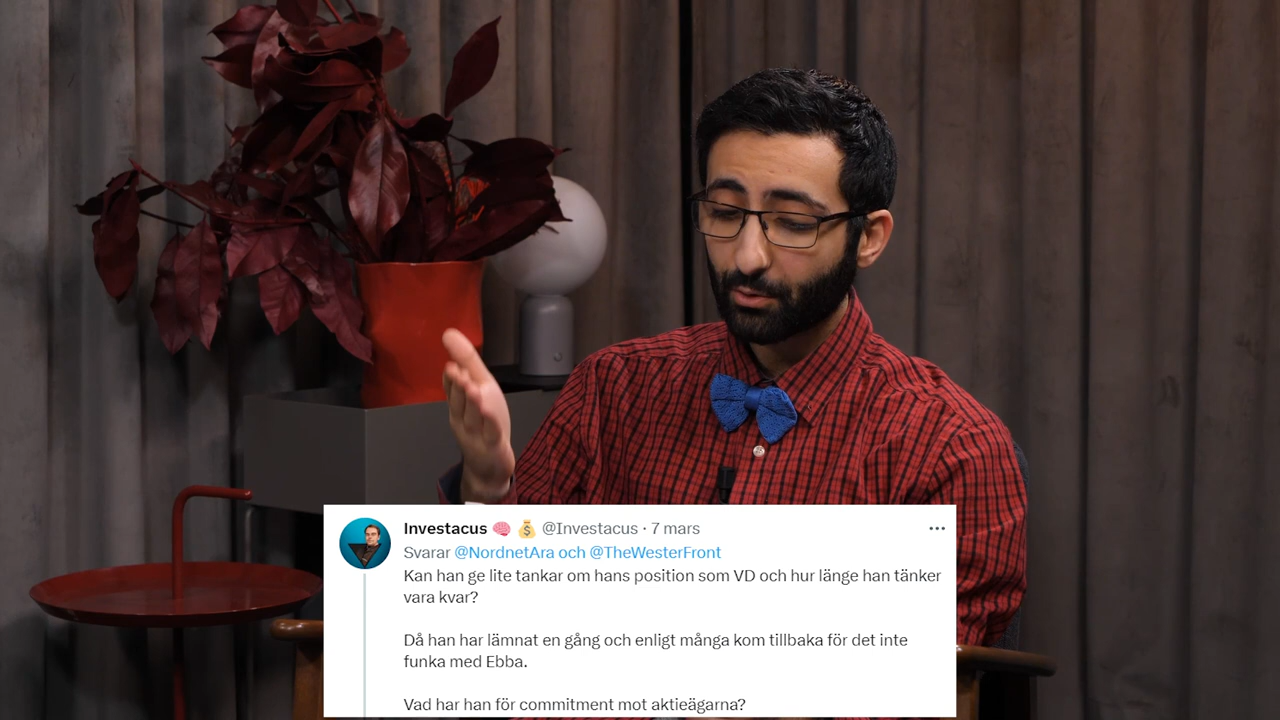 Investacus 🧠 💰 @Investacus · 7 mars
Svarar @NordnetAra och @TheWesterFront
Kan han ge lite tankar om hans position som VD och hur länge han tänker
vara kvar?
Då han har lämnat en gång och enligt många kom tillbaka för det inte
funka med Ebba.
Vad har han för commitment mot aktieägarna?